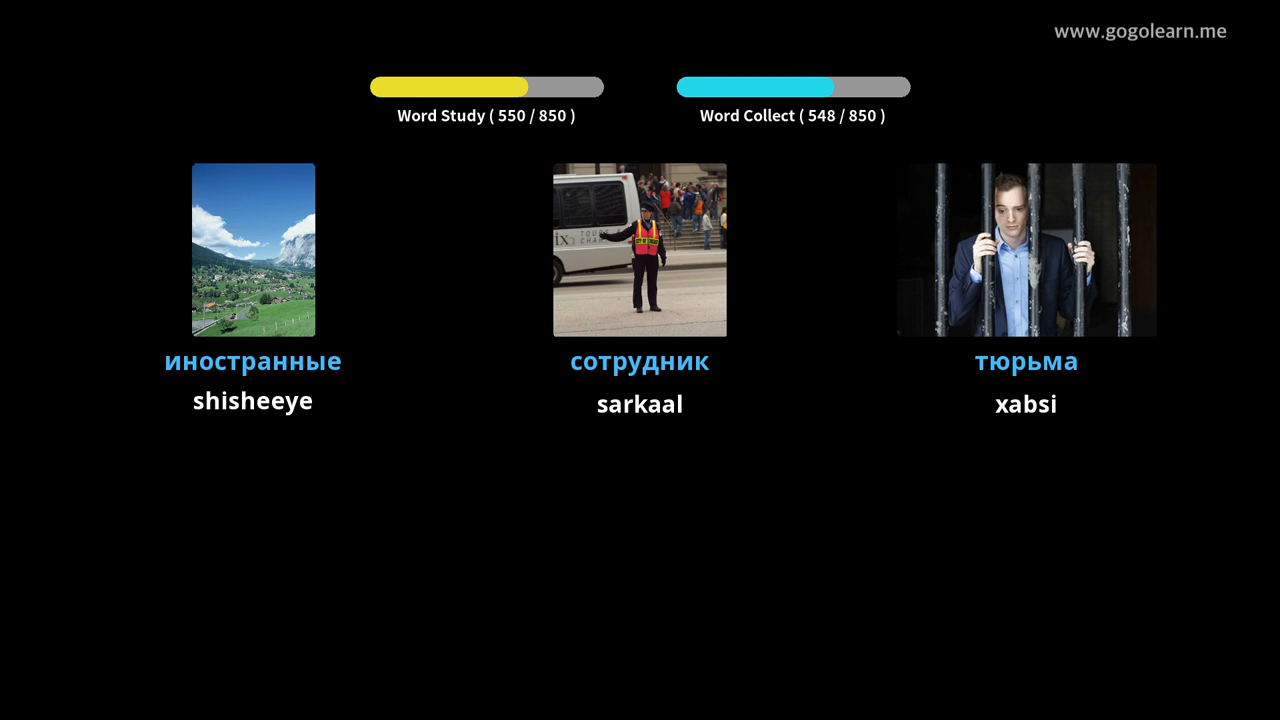 www.gogolearn.me
Word Study ( 550 / 850 )
Word Collect ( 548 / 850 )
иностранные
сотрудник
тюрьма
shisheeye
sarkaal
xabsi